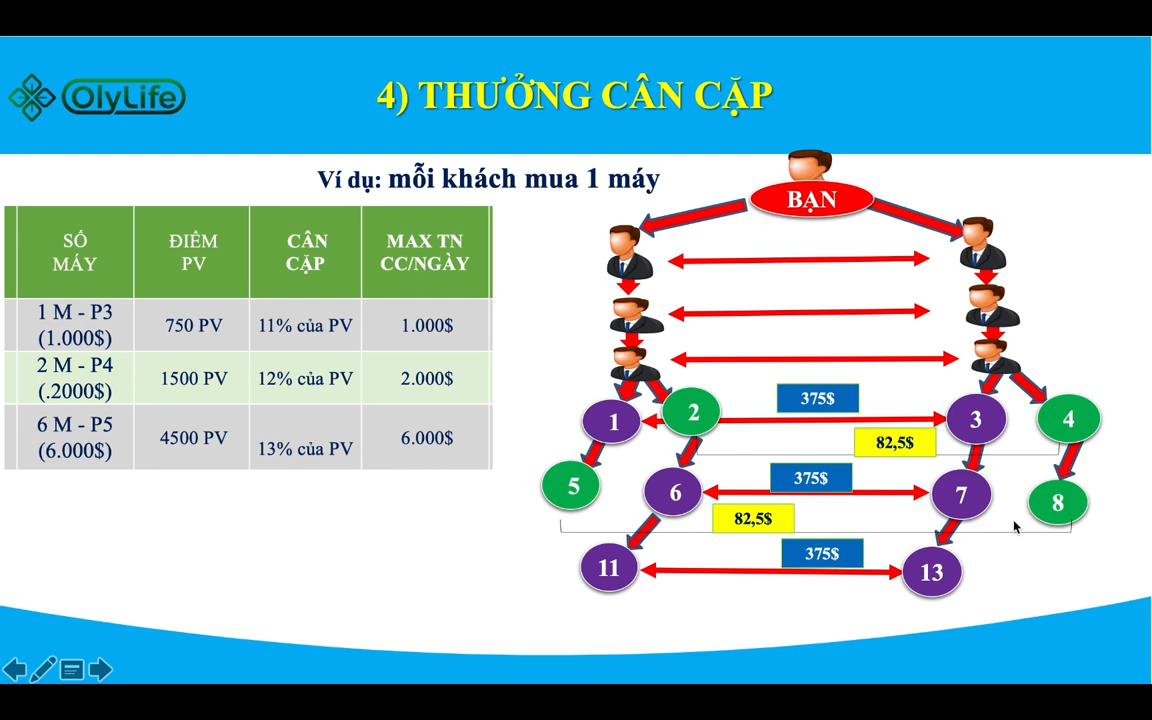 OlyLife
4) THƯỞNG CÂN CẶP
Ví dụ: mỗi khách mua 1 máy
SỐ MÁY
ĐIỂM PV
CÂN CẶP
MAX TN CC/NGÀY
1 M - P3 (1.000$)
750 PV
11% của PV
1.000$
2 M - P4 (.2000$)
1500 PV
12% của PV
2.000$
6 M - P5 (6.000$)
4500 PV
13% của PV
6.000$
BẠN
1
2
375$
3
4
82,5$
5
6
375$
7
8
82,5$
11
375$
13